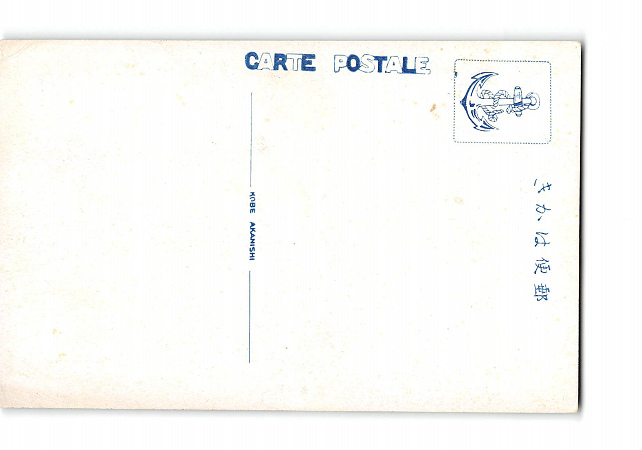 CARTE POSTALE
KOBE AKANISHI
郵便はかき